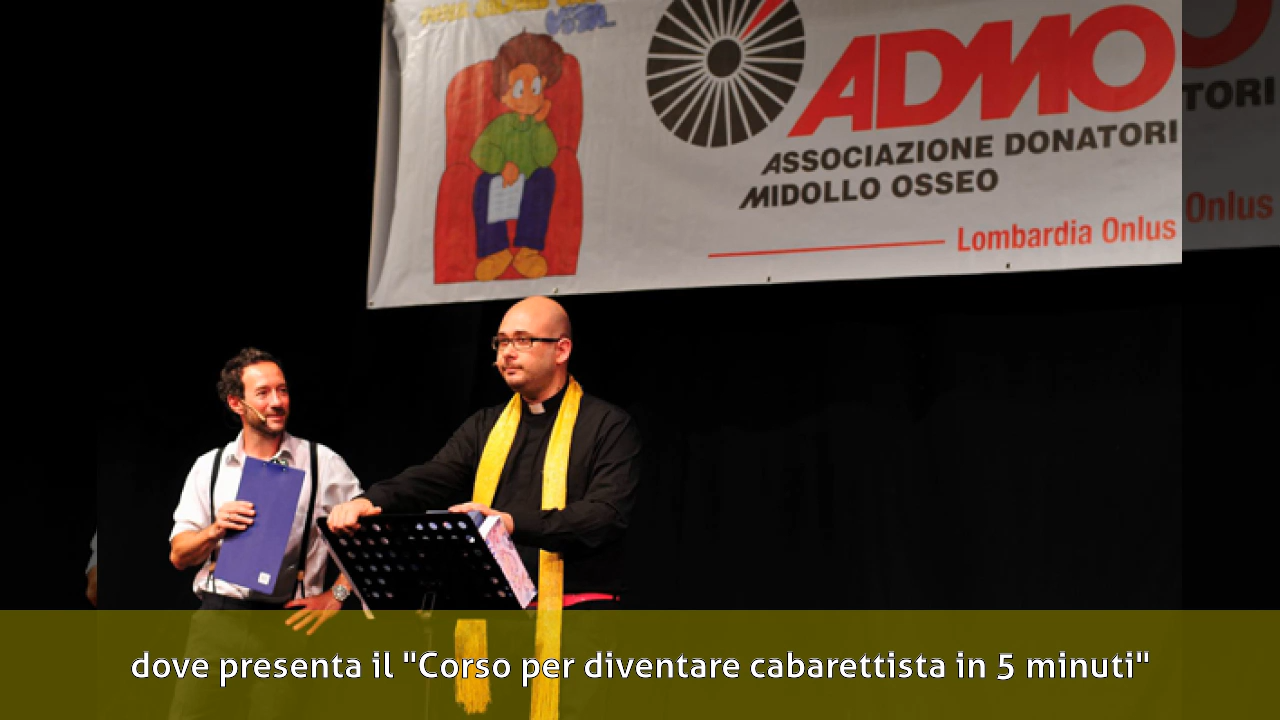 ADMO
ASSOCIAZIONE DONATORI
TORI
MIDOLLO OSSEO
Lombardia Onlus
Onlus
dove presenta il "Corso per diventare cabarettista in 5 minuti"